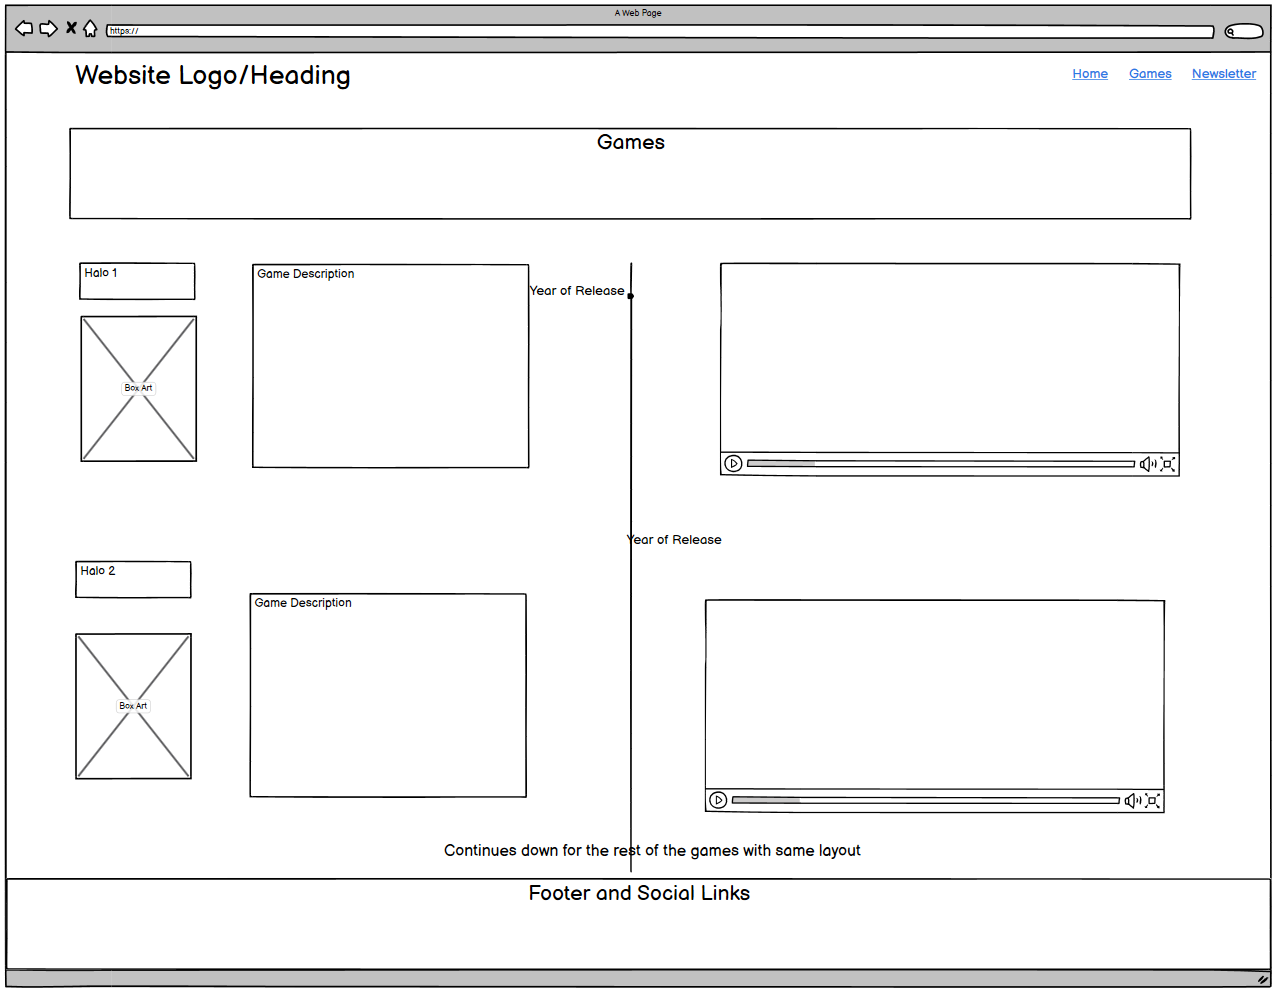 A Web Page
https://
Website Logo/Heading
Home Games Newsletter
Games
Halo 1
Game Description
Year of Release
Box Art
Year of Release
Halo 2
Game Description
Box Art
Continues down for the rest of the games with same layout
Footer and Social Links